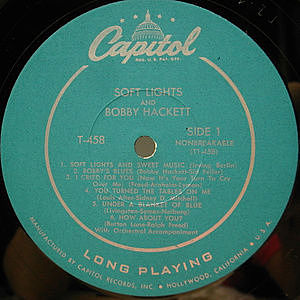 Capitol
REG. U.S. PAT. OFF.
SOFT LIGHTS
AND
BOBBY HACKETT
T-458
SIDE 1
NONBREAKABLE
(T1-458)
1. SOFT LIGHTS AND SWEET MUSIC (Irving Berlin)
2. BOBBY'S BLUES (Bobby Hackett-Sid Feller)
3. I CRIED FOR YOU (Now It's Your Turn To Cry
Over Me) (Freed-Arnheim-Lyman)
4. YOU TURNED THE TABLES ON ME
(Louis Alter-Sidney D. Mitchell)
5. UNDER A BLANKET OF BLUE
(Livingston-Symes-Neiburg)
6. HOW ABOUT YOU?
(Burton Lane-Ralph Freed)
With Orchestral Accompaniment
LONG PLAYING
MANUFACTURED BY CAPITOL RECORDS, INC • HOLLYWOOD, CALIFORNIA • U.S.A.